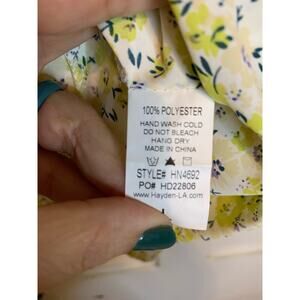 100% POLYESTER
HAND WASH COLD
DO NOT BLEACH
HANG DRY
MADE IN CHINA
STYLE# HN4692
PO# HD22806
www.Hayden-LA.com